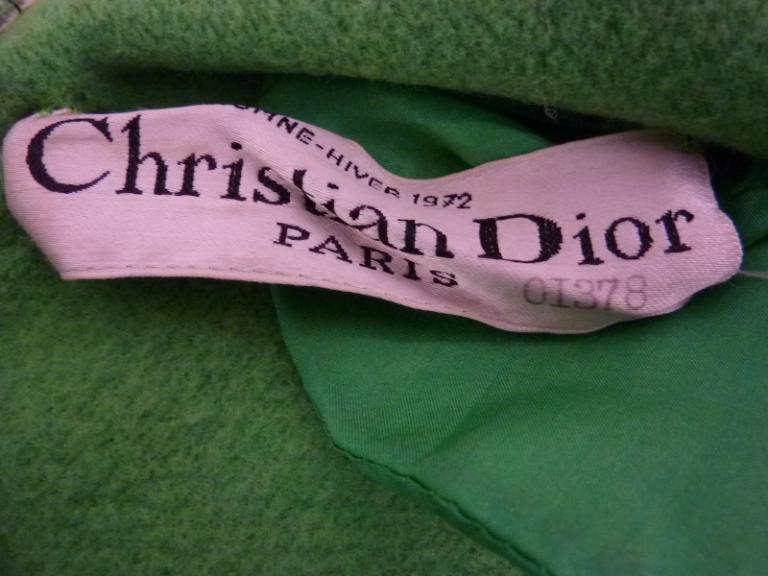 HIVER 1972
Christian Dior
PARIS
01378